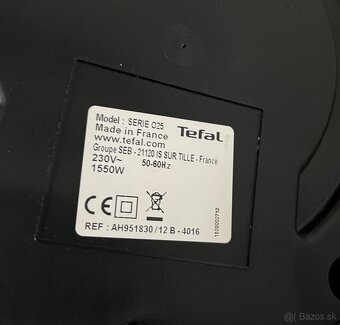 Model : SERIE O25
Made in France
www.tefal.com
Tefal
Groupe SEB - 21120 IS SUR TILLE - France
230V~ 50-60Hz
1550W
REF : AH951830 / 12 B - 4016
1520002712
© Bazos.sk